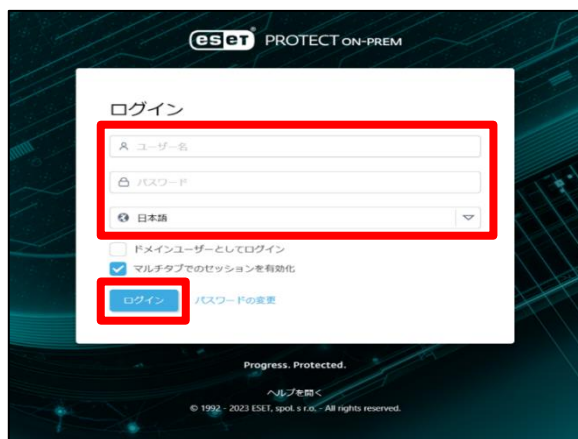 eset PROTECT ON-PREM
ログイン
ユーザー名
パスワード
日本語
ドメインユーザーとしてログイン
マルチタブでのセッションを有効化
ログイン パスワードの変更
Progress. Protected.
ヘルプを開く
© 1992 - 2023 ESET, spol. s r.o. - All rights reserved.